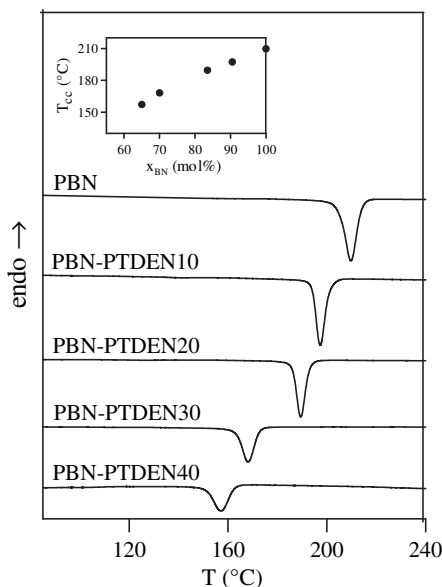 210
180
150
T_cc (°C)
60 70 80 90 100
x_BN (mol%)
PBN
PBN-PTDEN10
PBN-PTDEN20
PBN-PTDEN30
PBN-PTDEN40
endo →
120 160 200 240
T (°C)